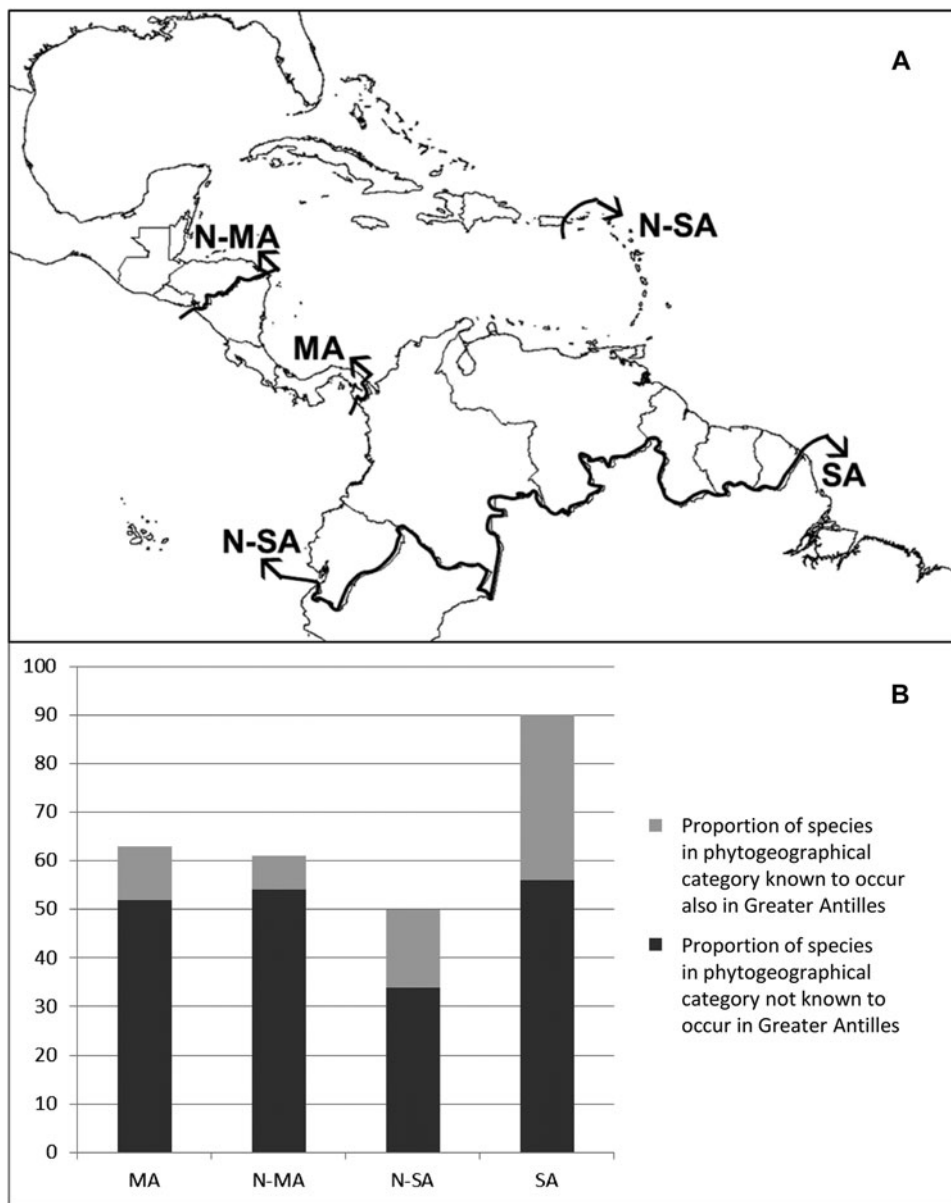 A
N-MA
N-SA
MA
SA
N-SA
B
100
90
80
70
60
50
40
30
20
10
0
MA N-MA N-SA SA
Proportion of species
in phytogeographical
category known to occur
also in Greater Antilles
Proportion of species
in phytogeographical
category not known to
occur in Greater Antilles